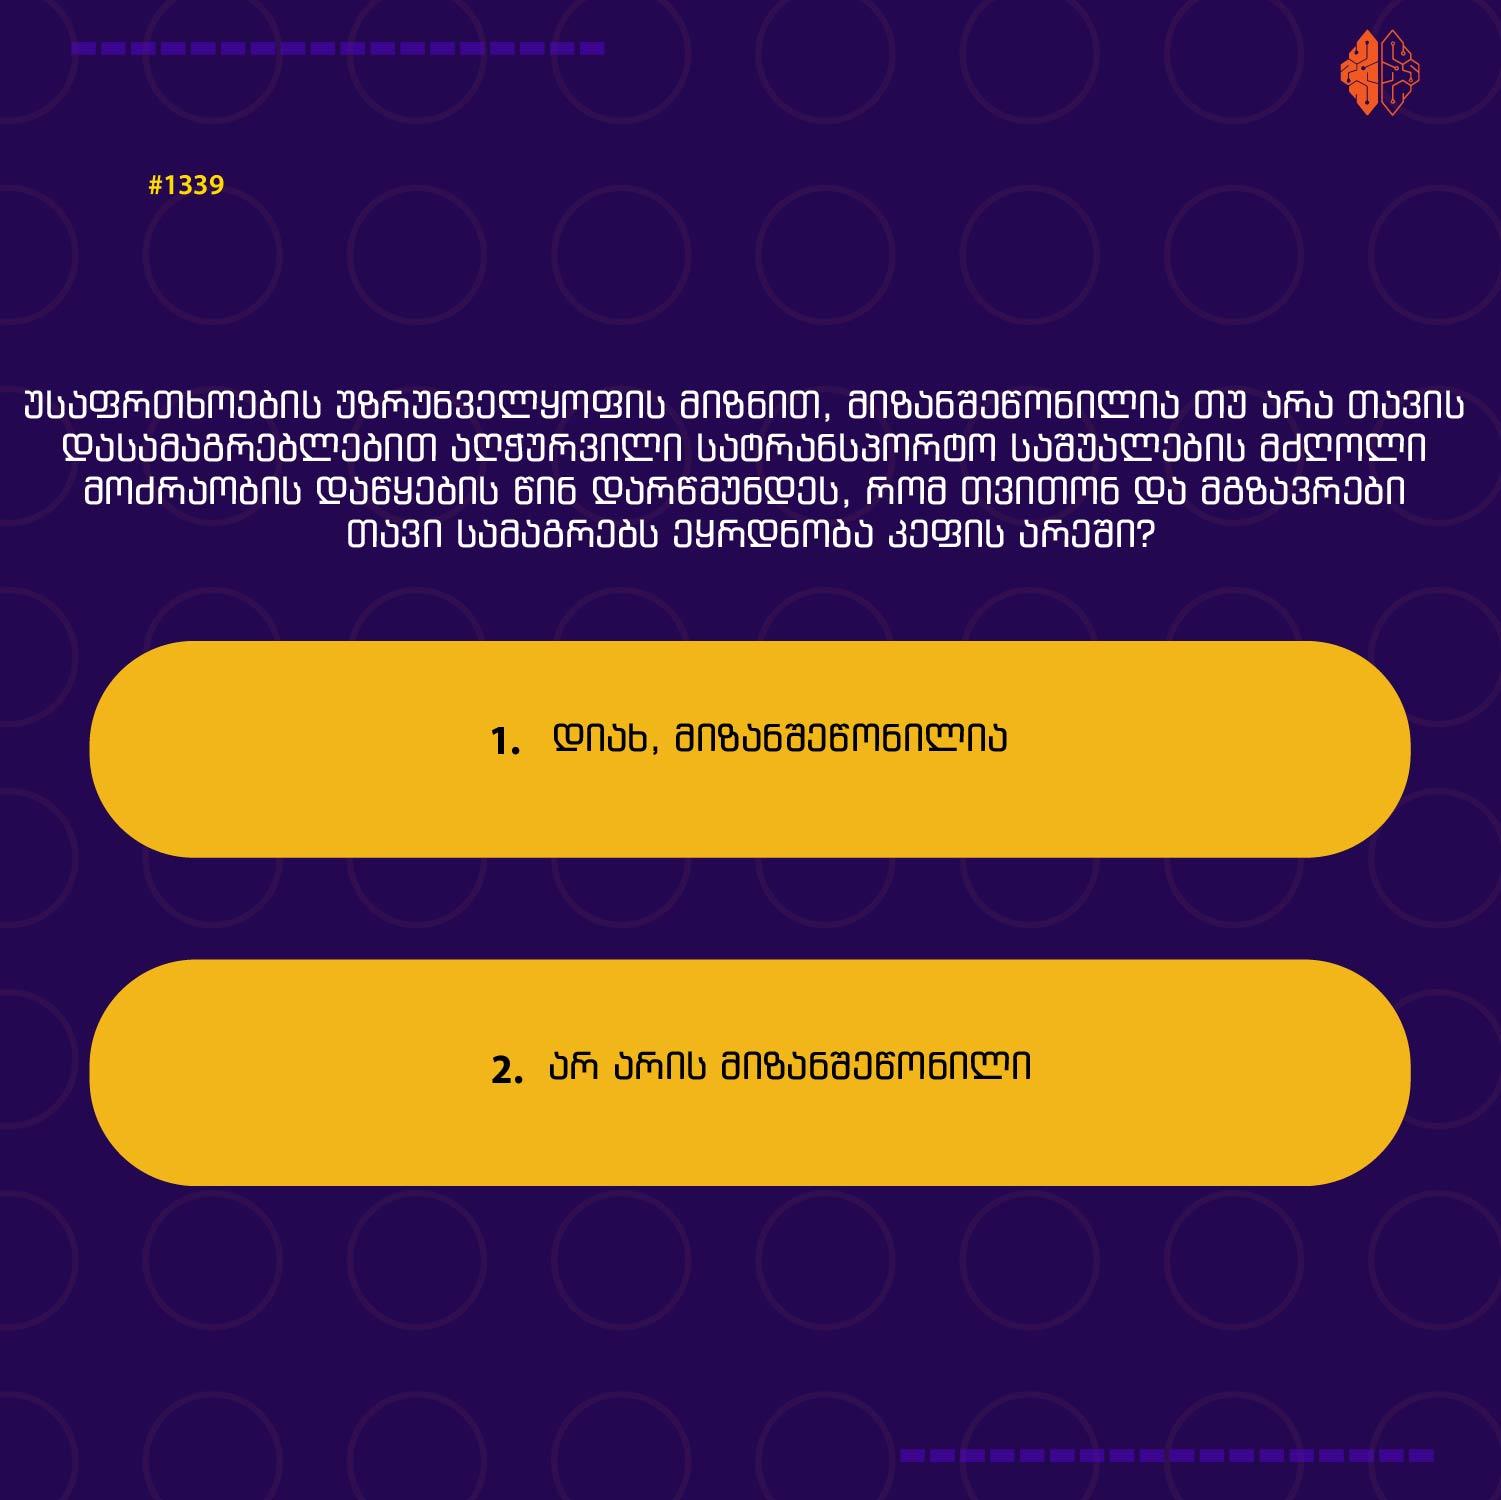 #1339
უსაფრთხოების უზრუნველყოფის მიზნით, მიზანშეწონილია თუ არა თავის
დასამაგრებლებით აღჭურვილი სატრანსპორტო საშუალების მძღოლი
მოძრაობის დაწყების წინ დარწმუნდეს, რომ თვითონ და მგზავრები
თავი სამაგრებს ეყრდნობა კეფის არეში?
1. დიახ, მიზანშეწონილია
2. არ არის მიზანშეწონილი